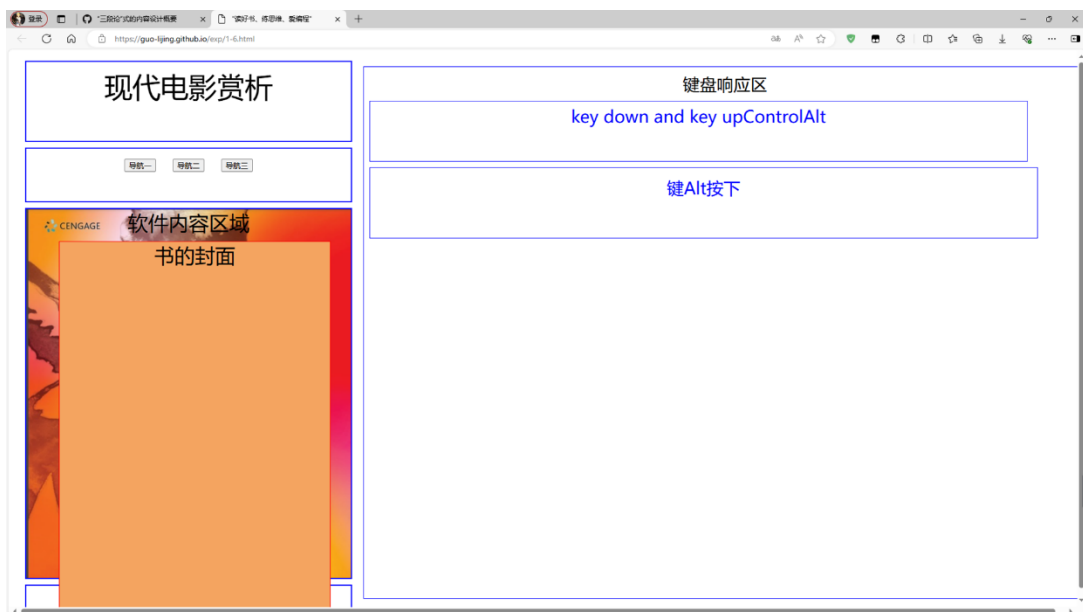 登录
"三段论"式的内容设计概要
"读好书、练思维、爱编程"
https://guo-lijing.github.io/exp/1-6.html
现代电影赏析
导航一
导航二
导航三
CENGAGE
软件内容区域
书的封面
键盘响应区
key down and key upControlAlt
键Alt按下